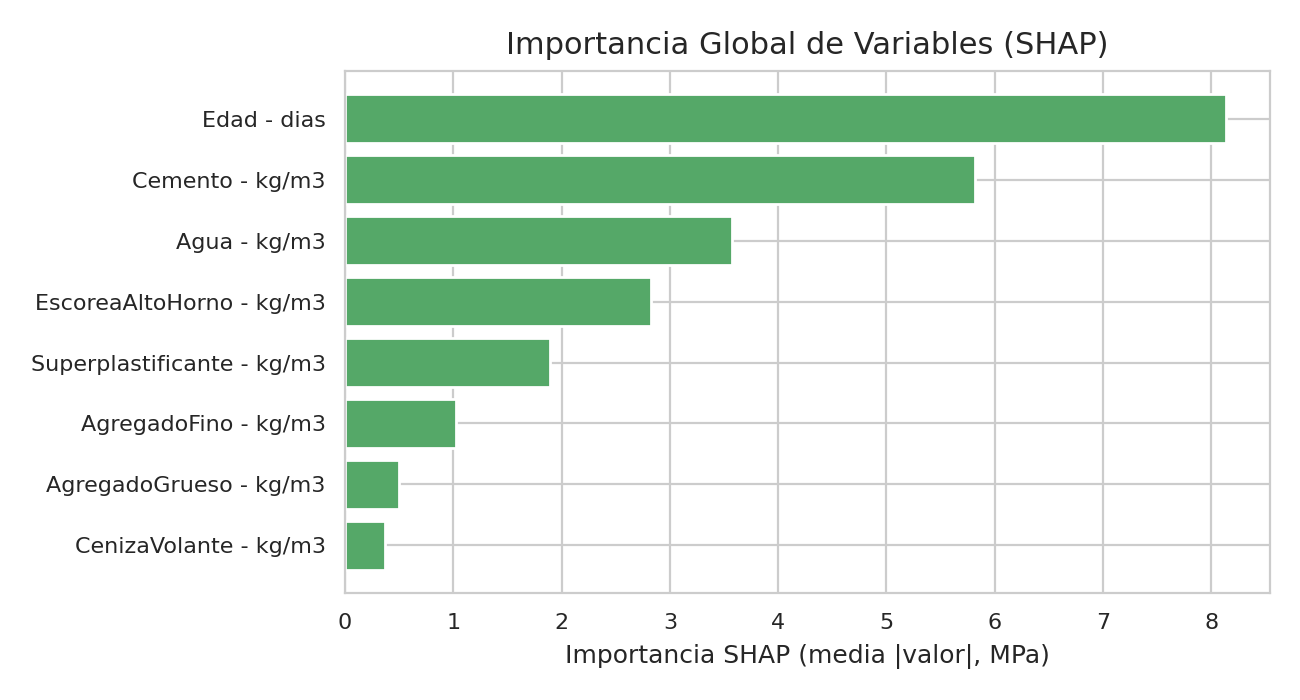 Importancia Global de Variables (SHAP)
Edad - dias
Cemento - kg/m3
Agua - kg/m3
EscoreaAltoHorno - kg/m3
Superplastificante - kg/m3
AgregadoFino - kg/m3
AgregadoGrueso - kg/m3
CenizaVolante - kg/m3
0 1 2 3 4 5 6 7 8
Importancia SHAP (media |valor|, MPa)